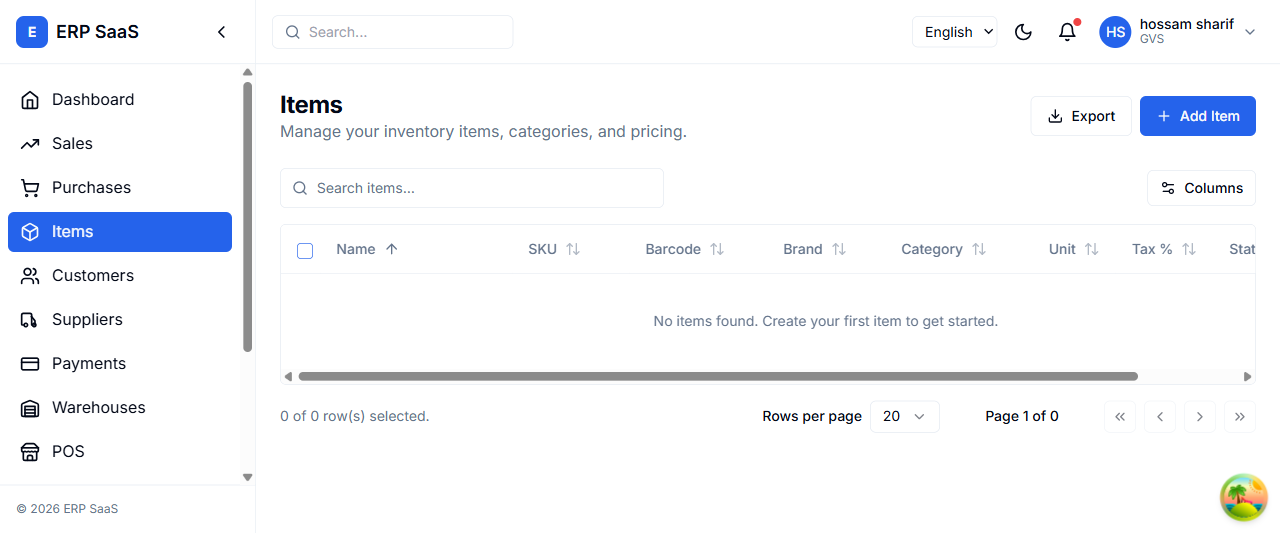 E ERP SaaS
Search...
English
HS
hossam sharif
GVS
Dashboard
Sales
Purchases
Items
Customers
Suppliers
Payments
Warehouses
POS
© 2026 ERP SaaS
Items
Manage your inventory items, categories, and pricing.
Export
Add Item
Search items...
Columns
Name SKU Barcode Brand Category Unit Tax % Stat
No items found. Create your first item to get started.
0 of 0 row(s) selected.
Rows per page 20 Page 1 of 0